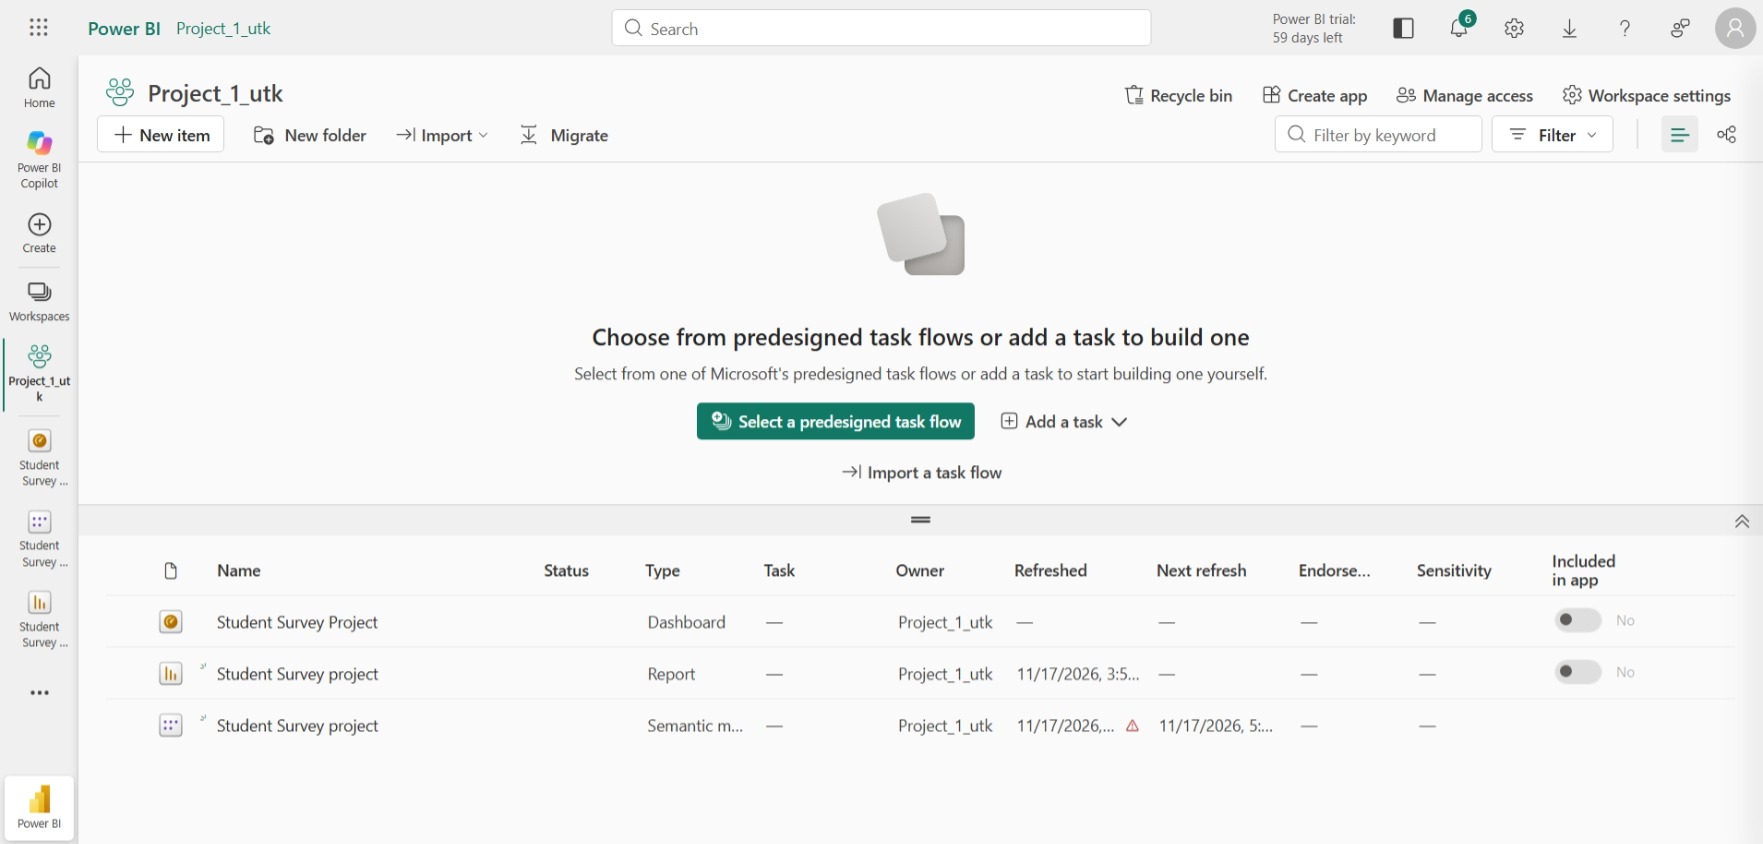 Power BI Project_1_utk
Search
Power BI trial:
59 days left
6
Home
Power BI
Copilot
Create
Workspaces
Project_1_ut
k
Student
Survey ...
Student
Survey ...
Student
Survey ...
Power BI
Project_1_utk
Recycle bin Create app Manage access Workspace settings
New item New folder Import Migrate
Filter by keyword Filter
Choose from predesigned task flows or add a task to build one
Select from one of Microsoft's predesigned task flows or add a task to start building one yourself.
Select a predesigned task flow Add a task
Import a task flow
Name Status Type Task Owner Refreshed Next refresh Endorse... Sensitivity Included
in app
Student Survey Project Dashboard — Project_1_utk — — — — No
Student Survey project Report — Project_1_utk 11/17/2026, 3:5... — — — No
Student Survey project Semantic m... — Project_1_utk 11/17/2026,... 11/17/2026, 5:... — —